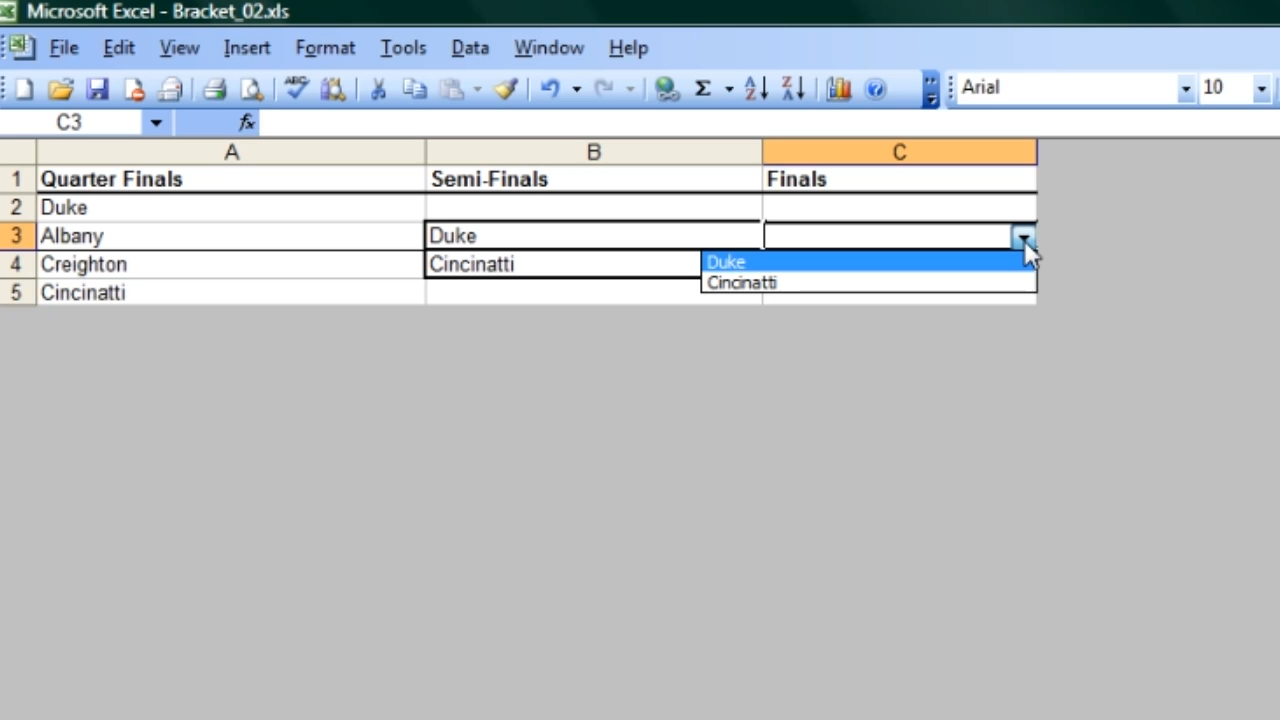 Microsoft Excel - Bracket_02.xls
File Edit View Insert Format Tools Data Window Help
ABC Σ A Z Z A ? Arial 10
C3 fx
A B C
1 Quarter Finals Semi-Finals Finals
2 Duke
3 Albany Duke
4 Creighton Cincinatti Duke
Cincinatti
5 Cincinatti